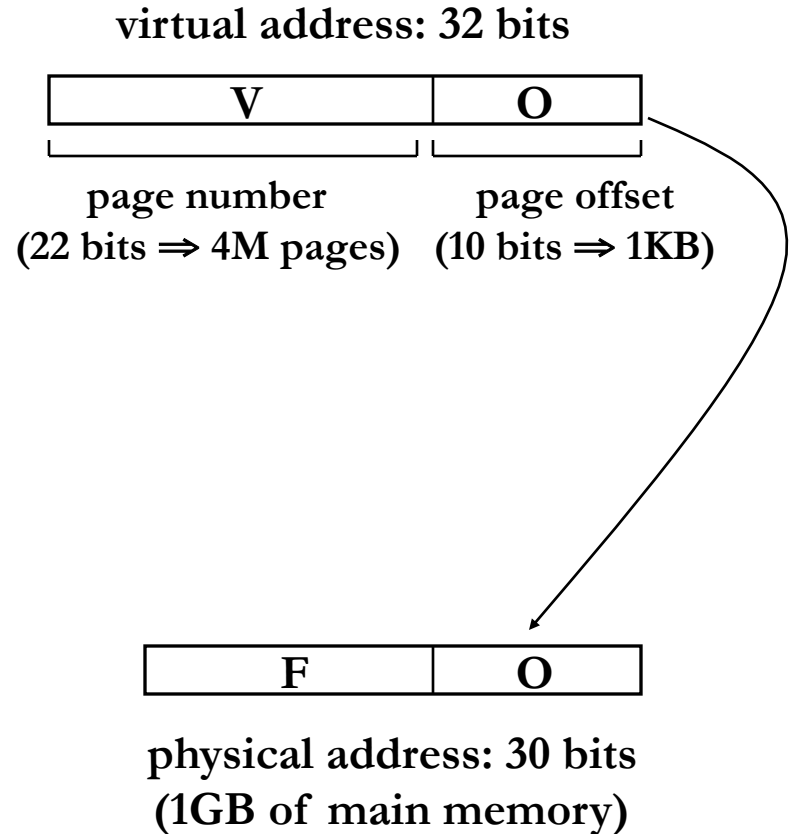 virtual address: 32 bits
V O
page number page offset
(22 bits ⇒ 4M pages) (10 bits ⇒ 1KB)
F O
physical address: 30 bits
(1GB of main memory)